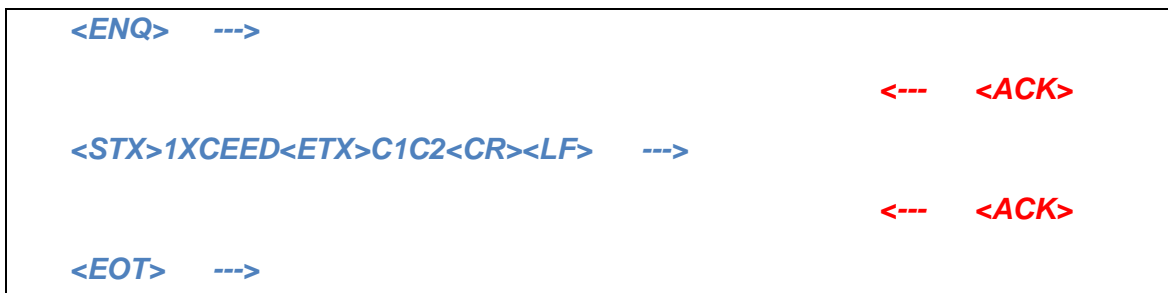 <ENQ> --->
<--- <ACK>
<STX>1XCEED<ETX>C1C2<CR><LF> --->
<--- <ACK>
<EOT> --->